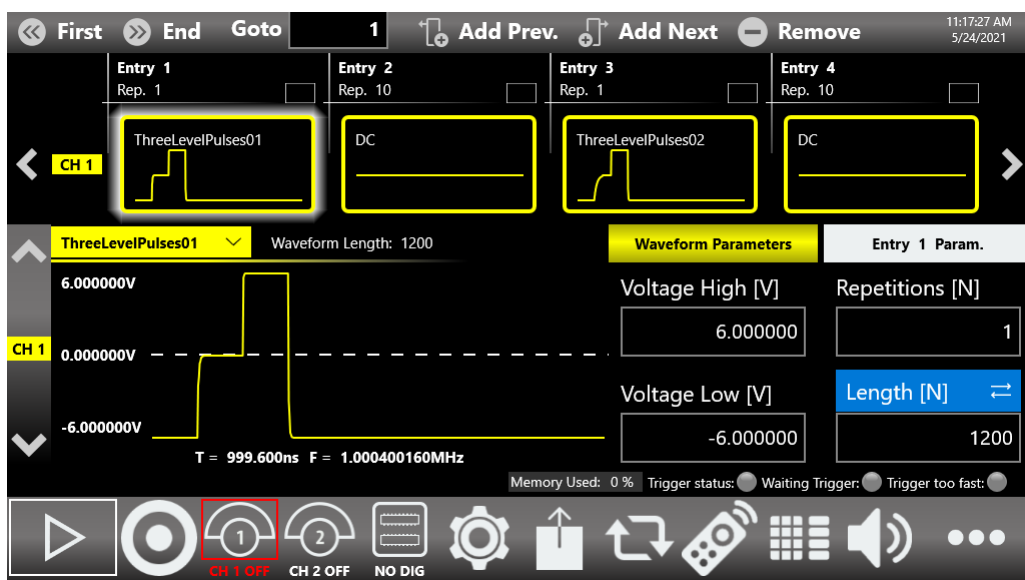 First End Goto 1 Add Prev. Add Next Remove 11:17:27 AM
5/24/2021
Entry 1 Entry 2 Entry 3 Entry 4
Rep. 1 Rep. 10 Rep. 1 Rep. 10
ThreeLevelPulses01 DC ThreeLevelPulses02 DC
CH 1
ThreeLevelPulses01 Waveform Length: 1200 Waveform Parameters Entry 1 Param.
6.000000V
Voltage High [V] Repetitions [N]
6.000000 1
CH 1 0.000000V
Voltage Low [V] Length [N]
-6.000000V
-6.000000 1200
T = 999.600ns F = 1.000400160MHz
Memory Used: 0 % Trigger status: Waiting Trigger: Trigger too fast:
1 2
CH 1 OFF CH 2 OFF NO DIG